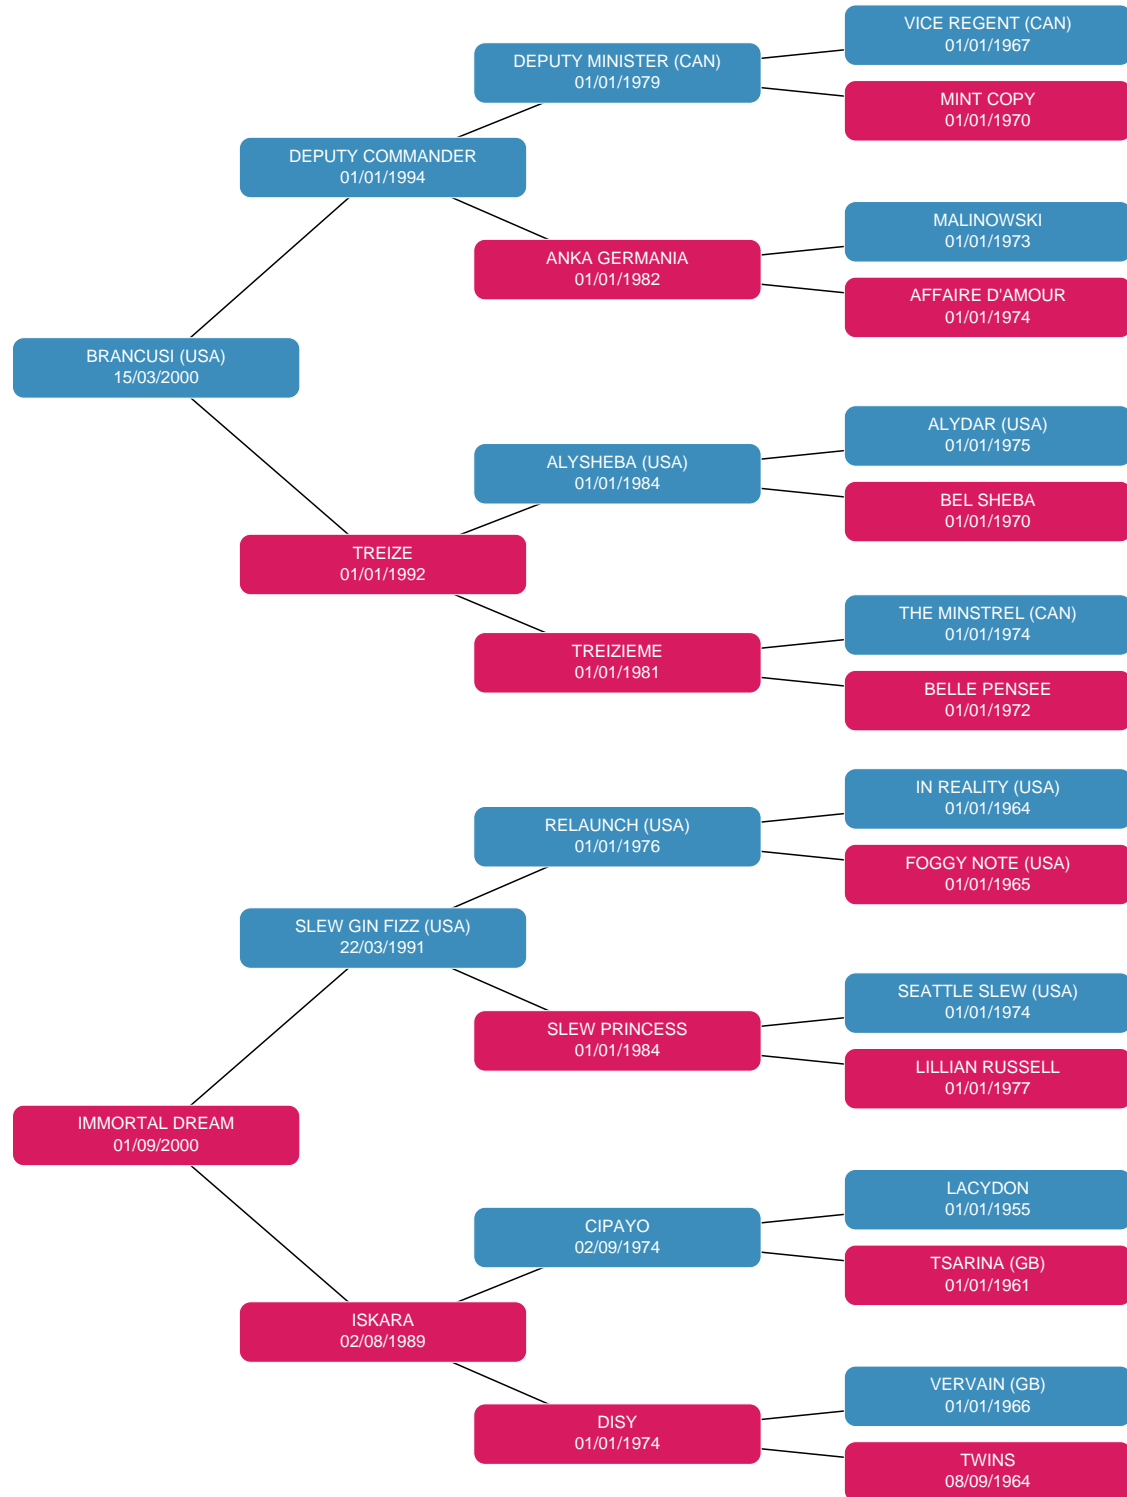 VICE REGENT (CAN)
01/01/1967
DEPUTY MINISTER (CAN)
01/01/1979
MINT COPY
01/01/1970
DEPUTY COMMANDER
01/01/1994
MALINOWSKI
01/01/1973
ANKA GERMANIA
01/01/1982
AFFAIRE D'AMOUR
01/01/1974
BRANCUSI (USA)
15/03/2000
ALYDAR (USA)
01/01/1975
ALYSHEBA (USA)
01/01/1984
BEL SHEBA
01/01/1970
TREIZE
01/01/1992
THE MINSTREL (CAN)
01/01/1974
TREIZIEME
01/01/1981
BELLE PENSEE
01/01/1972
IN REALITY (USA)
01/01/1964
RELAUNCH (USA)
01/01/1976
FOGGY NOTE (USA)
01/01/1965
SLEW GIN FIZZ (USA)
22/03/1991
SEATTLE SLEW (USA)
01/01/1974
SLEW PRINCESS
01/01/1984
LILLIAN RUSSELL
01/01/1977
IMMORTAL DREAM
01/09/2000
LACYDON
01/01/1955
CIPAYO
02/09/1974
TSARINA (GB)
01/01/1961
ISKARA
02/08/1989
VERVAIN (GB)
01/01/1966
DISY
01/01/1974
TWINS
08/09/1964